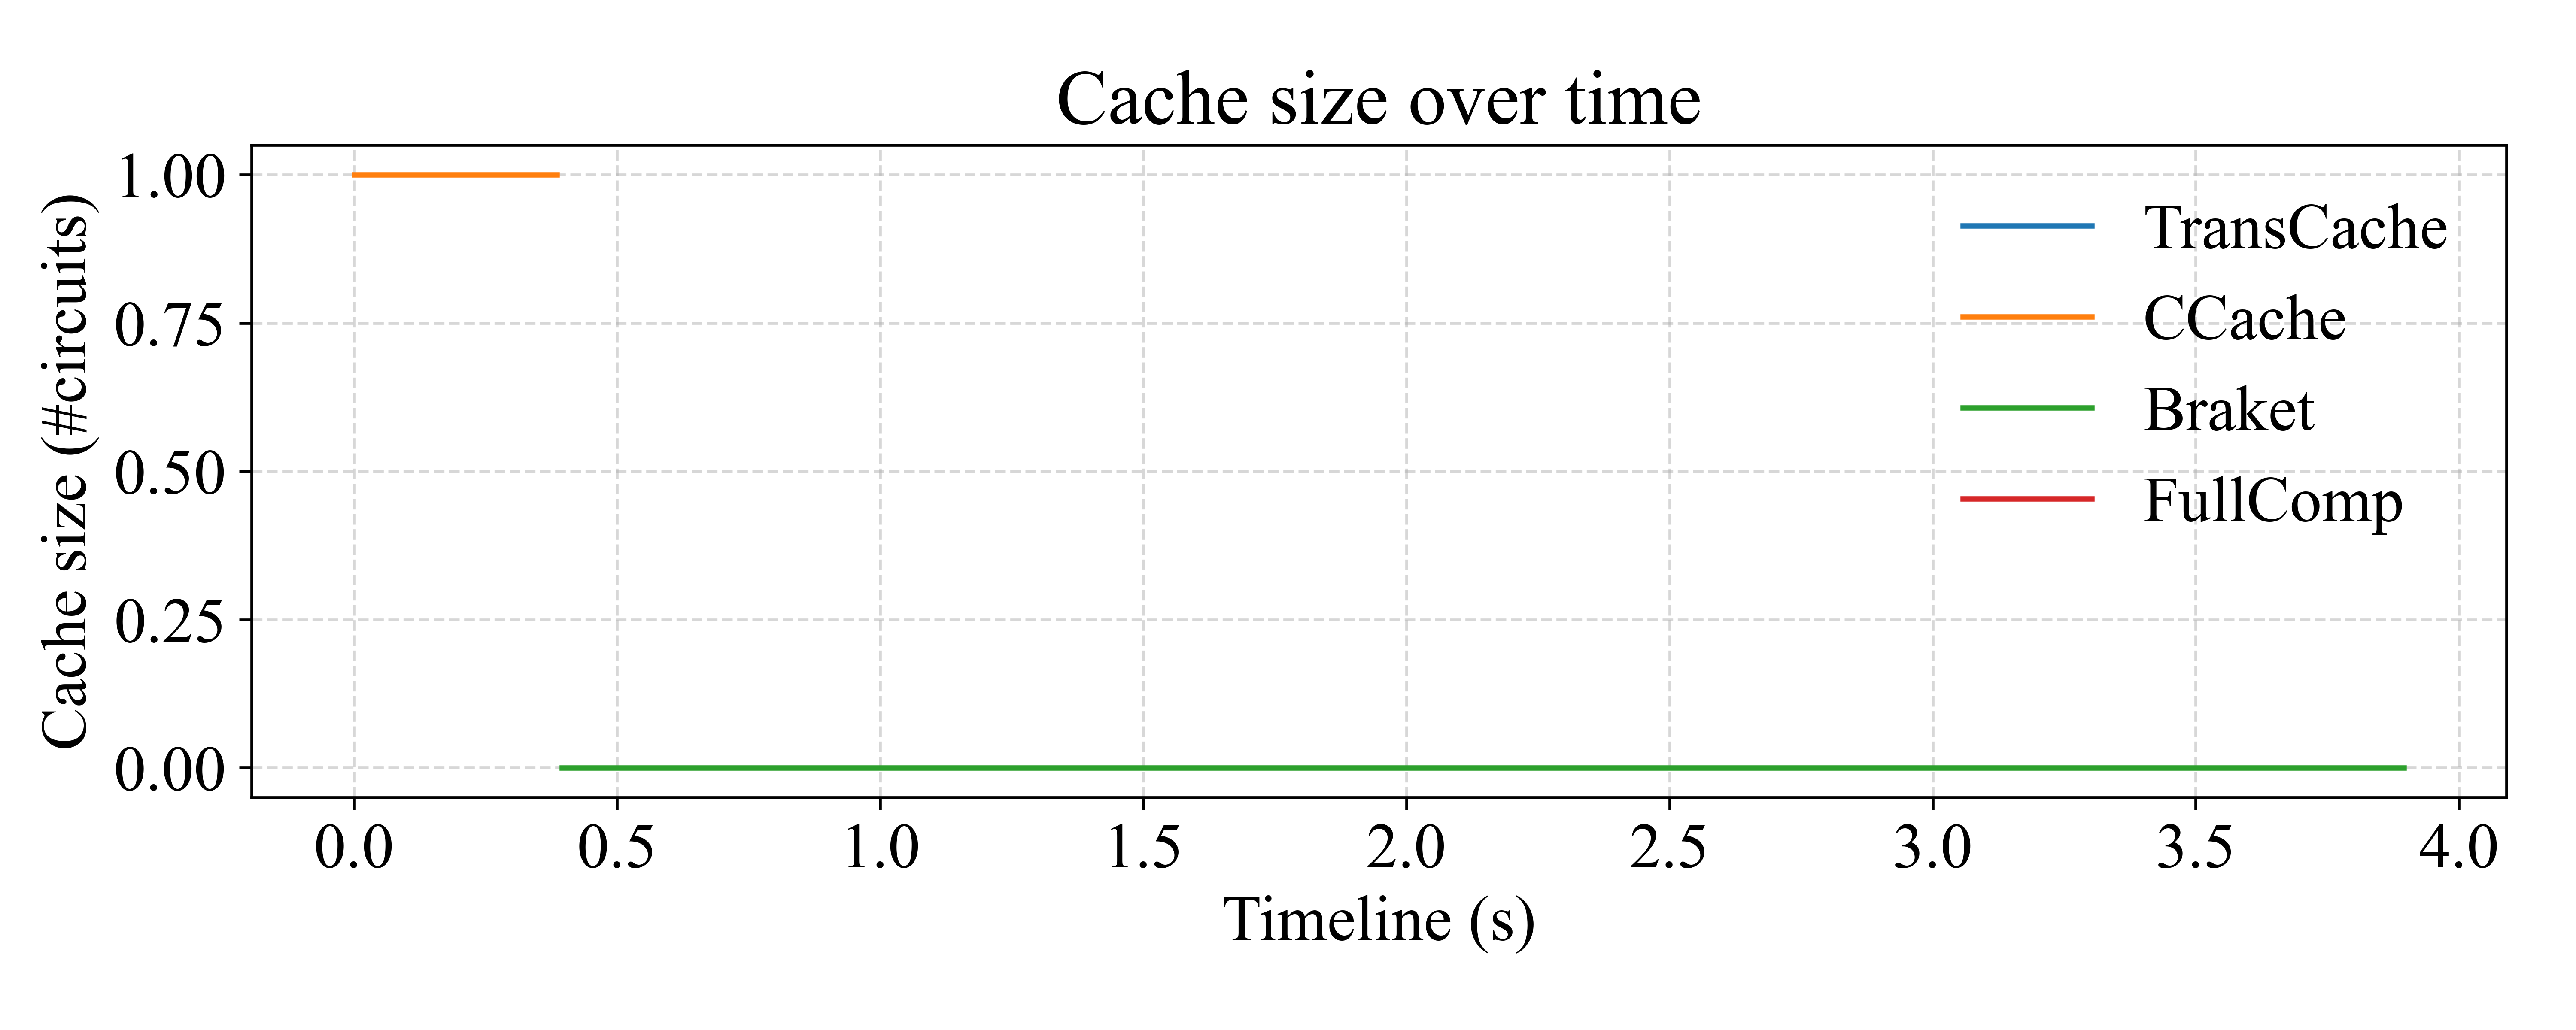 Cache size over time
Cache size (#circuits)
1.00
0.75
0.50
0.25
0.00
TransCache
CCache
Braket
FullComp
0.0 0.5 1.0 1.5 2.0 2.5 3.0 3.5 4.0
Timeline (s)